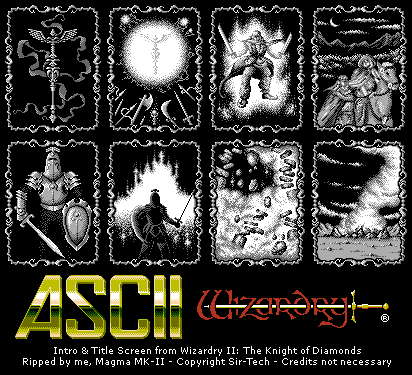 ASCII
Wizardry ®
Intro & Title Screen from Wizardry II: The Knight of Diamonds
Ripped by me, Magma MK-II - Copyright Sir-Tech - Credits not necessary